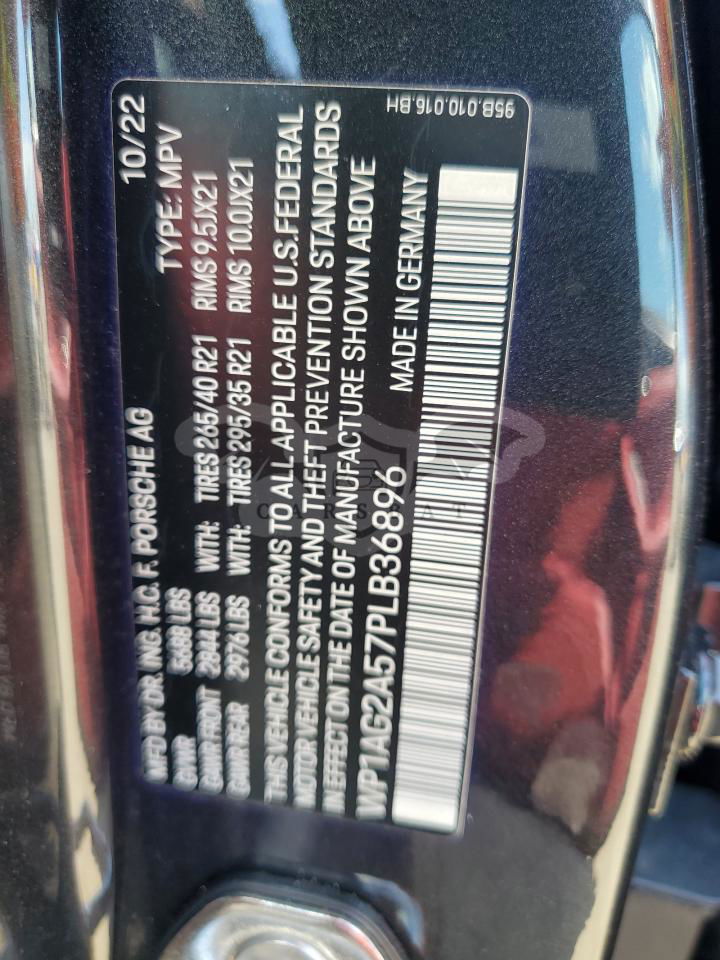 MFD BY DR. ING. H.C. F. PORSCHE AG 10/22
GVWR 5688 LBS TYPE: MPV
GAWR FRONT 2844 LBS WITH: TIRES 265/40 R21 RIMS 9.5JX21
GAWR REAR 2976 LBS WITH: TIRES 295/35 R21 RIMS 10.0JX21
THIS VEHICLE CONFORMS TO ALL APPLICABLE U.S. FEDERAL
MOTOR VEHICLE SAFETY AND THEFT PREVENTION STANDARDS
IN EFFECT ON THE DATE OF MANUFACTURE SHOWN ABOVE
WP1AG2A57PLB36896 MADE IN GERMANY
95B.010.016.BH
CARSBAT